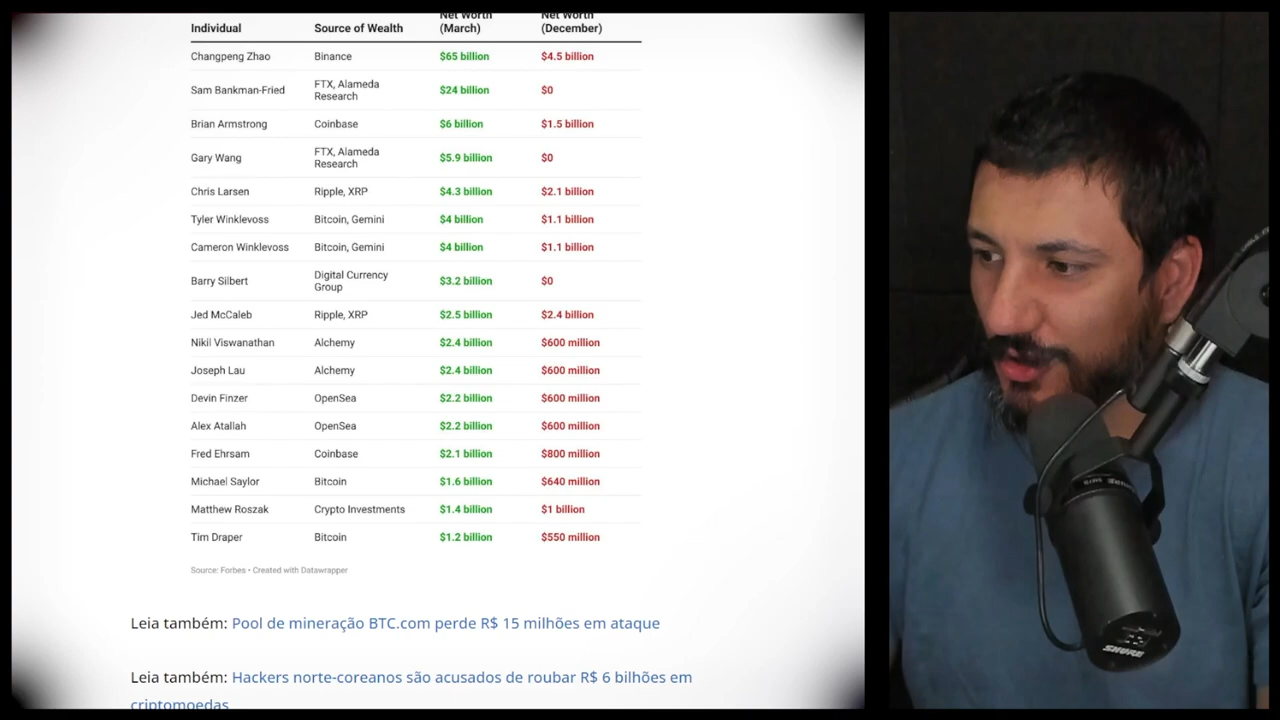 Net Worth Net Worth
Individual Source of Wealth (March) (December)
Changpeng Zhao Binance $65 billion $4.5 billion
Sam Bankman-Fried FTX, Alameda Research $24 billion $0
Brian Armstrong Coinbase $6 billion $1.5 billion
Gary Wang FTX, Alameda Research $5.9 billion $0
Chris Larsen Ripple, XRP $4.3 billion $2.1 billion
Tyler Winklevoss Bitcoin, Gemini $4 billion $1.1 billion
Cameron Winklevoss Bitcoin, Gemini $4 billion $1.1 billion
Barry Silbert Digital Currency Group $3.2 billion $0
Jed McCaleb Ripple, XRP $2.5 billion $2.4 billion
Nikil Viswanathan Alchemy $2.4 billion $600 million
Joseph Lau Alchemy $2.4 billion $600 million
Devin Finzer OpenSea $2.2 billion $600 million
Alex Atallah OpenSea $2.2 billion $600 million
Fred Ehrsam Coinbase $2.1 billion $800 million
Michael Saylor Bitcoin $1.6 billion $640 million
Matthew Roszak Crypto Investments $1.4 billion $1 billion
Tim Draper Bitcoin $1.2 billion $550 million
Source: Forbes • Created with Datawrapper
Leia também: Pool de mineração BTC.com perde R$ 15 milhões em ataque
Leia também: Hackers norte-coreanos são acusados de roubar R$ 6 bilhões em
criptomoedas